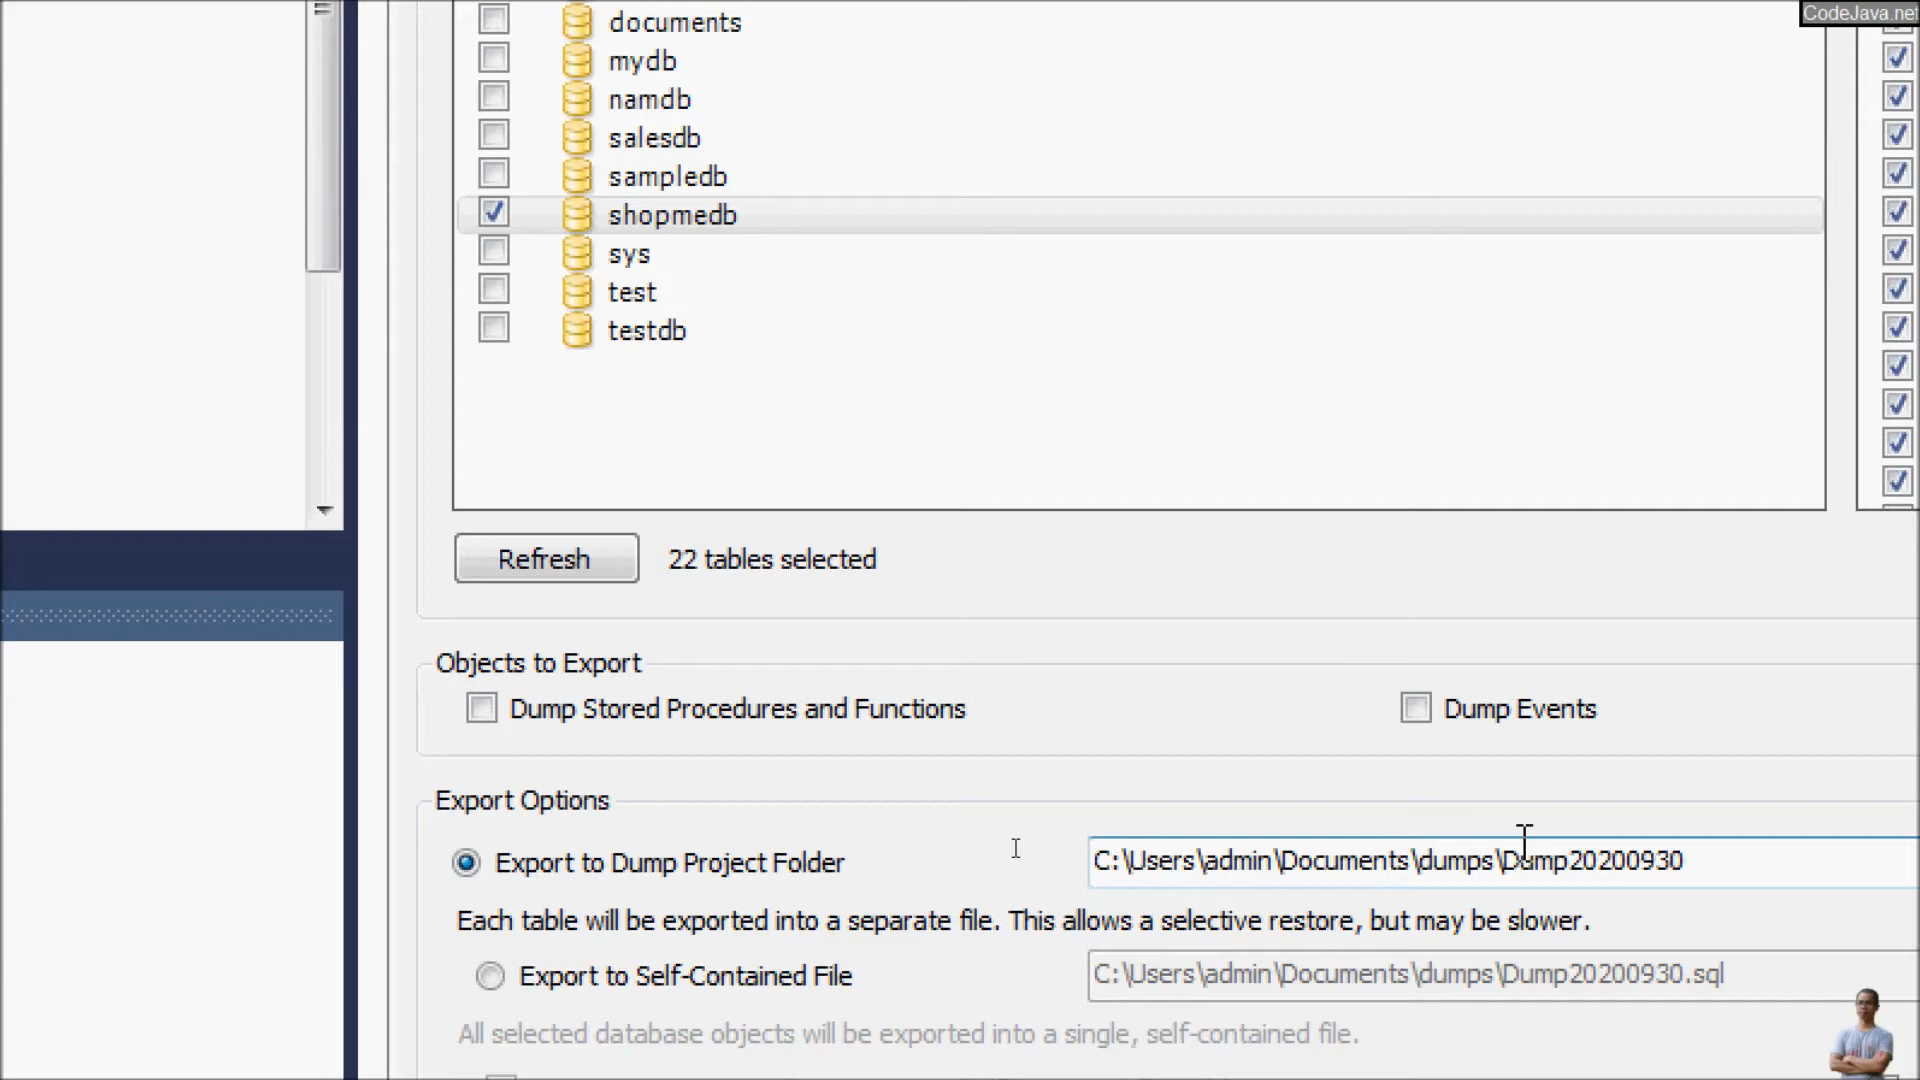 CodeJava.net
documents
mydb
namdb
salesdb
sampledb
shopmedb
sys
test
testdb
Refresh
22 tables selected
Objects to Export
Dump Stored Procedures and Functions
Dump Events
Export Options
Export to Dump Project Folder
C:\Users\admin\Documents\dumps\Dump20200930
Each table will be exported into a separate file. This allows a selective restore, but may be slower.
Export to Self-Contained File
C:\Users\admin\Documents\dumps\Dump20200930.sql
All selected database objects will be exported into a single, self-contained file.